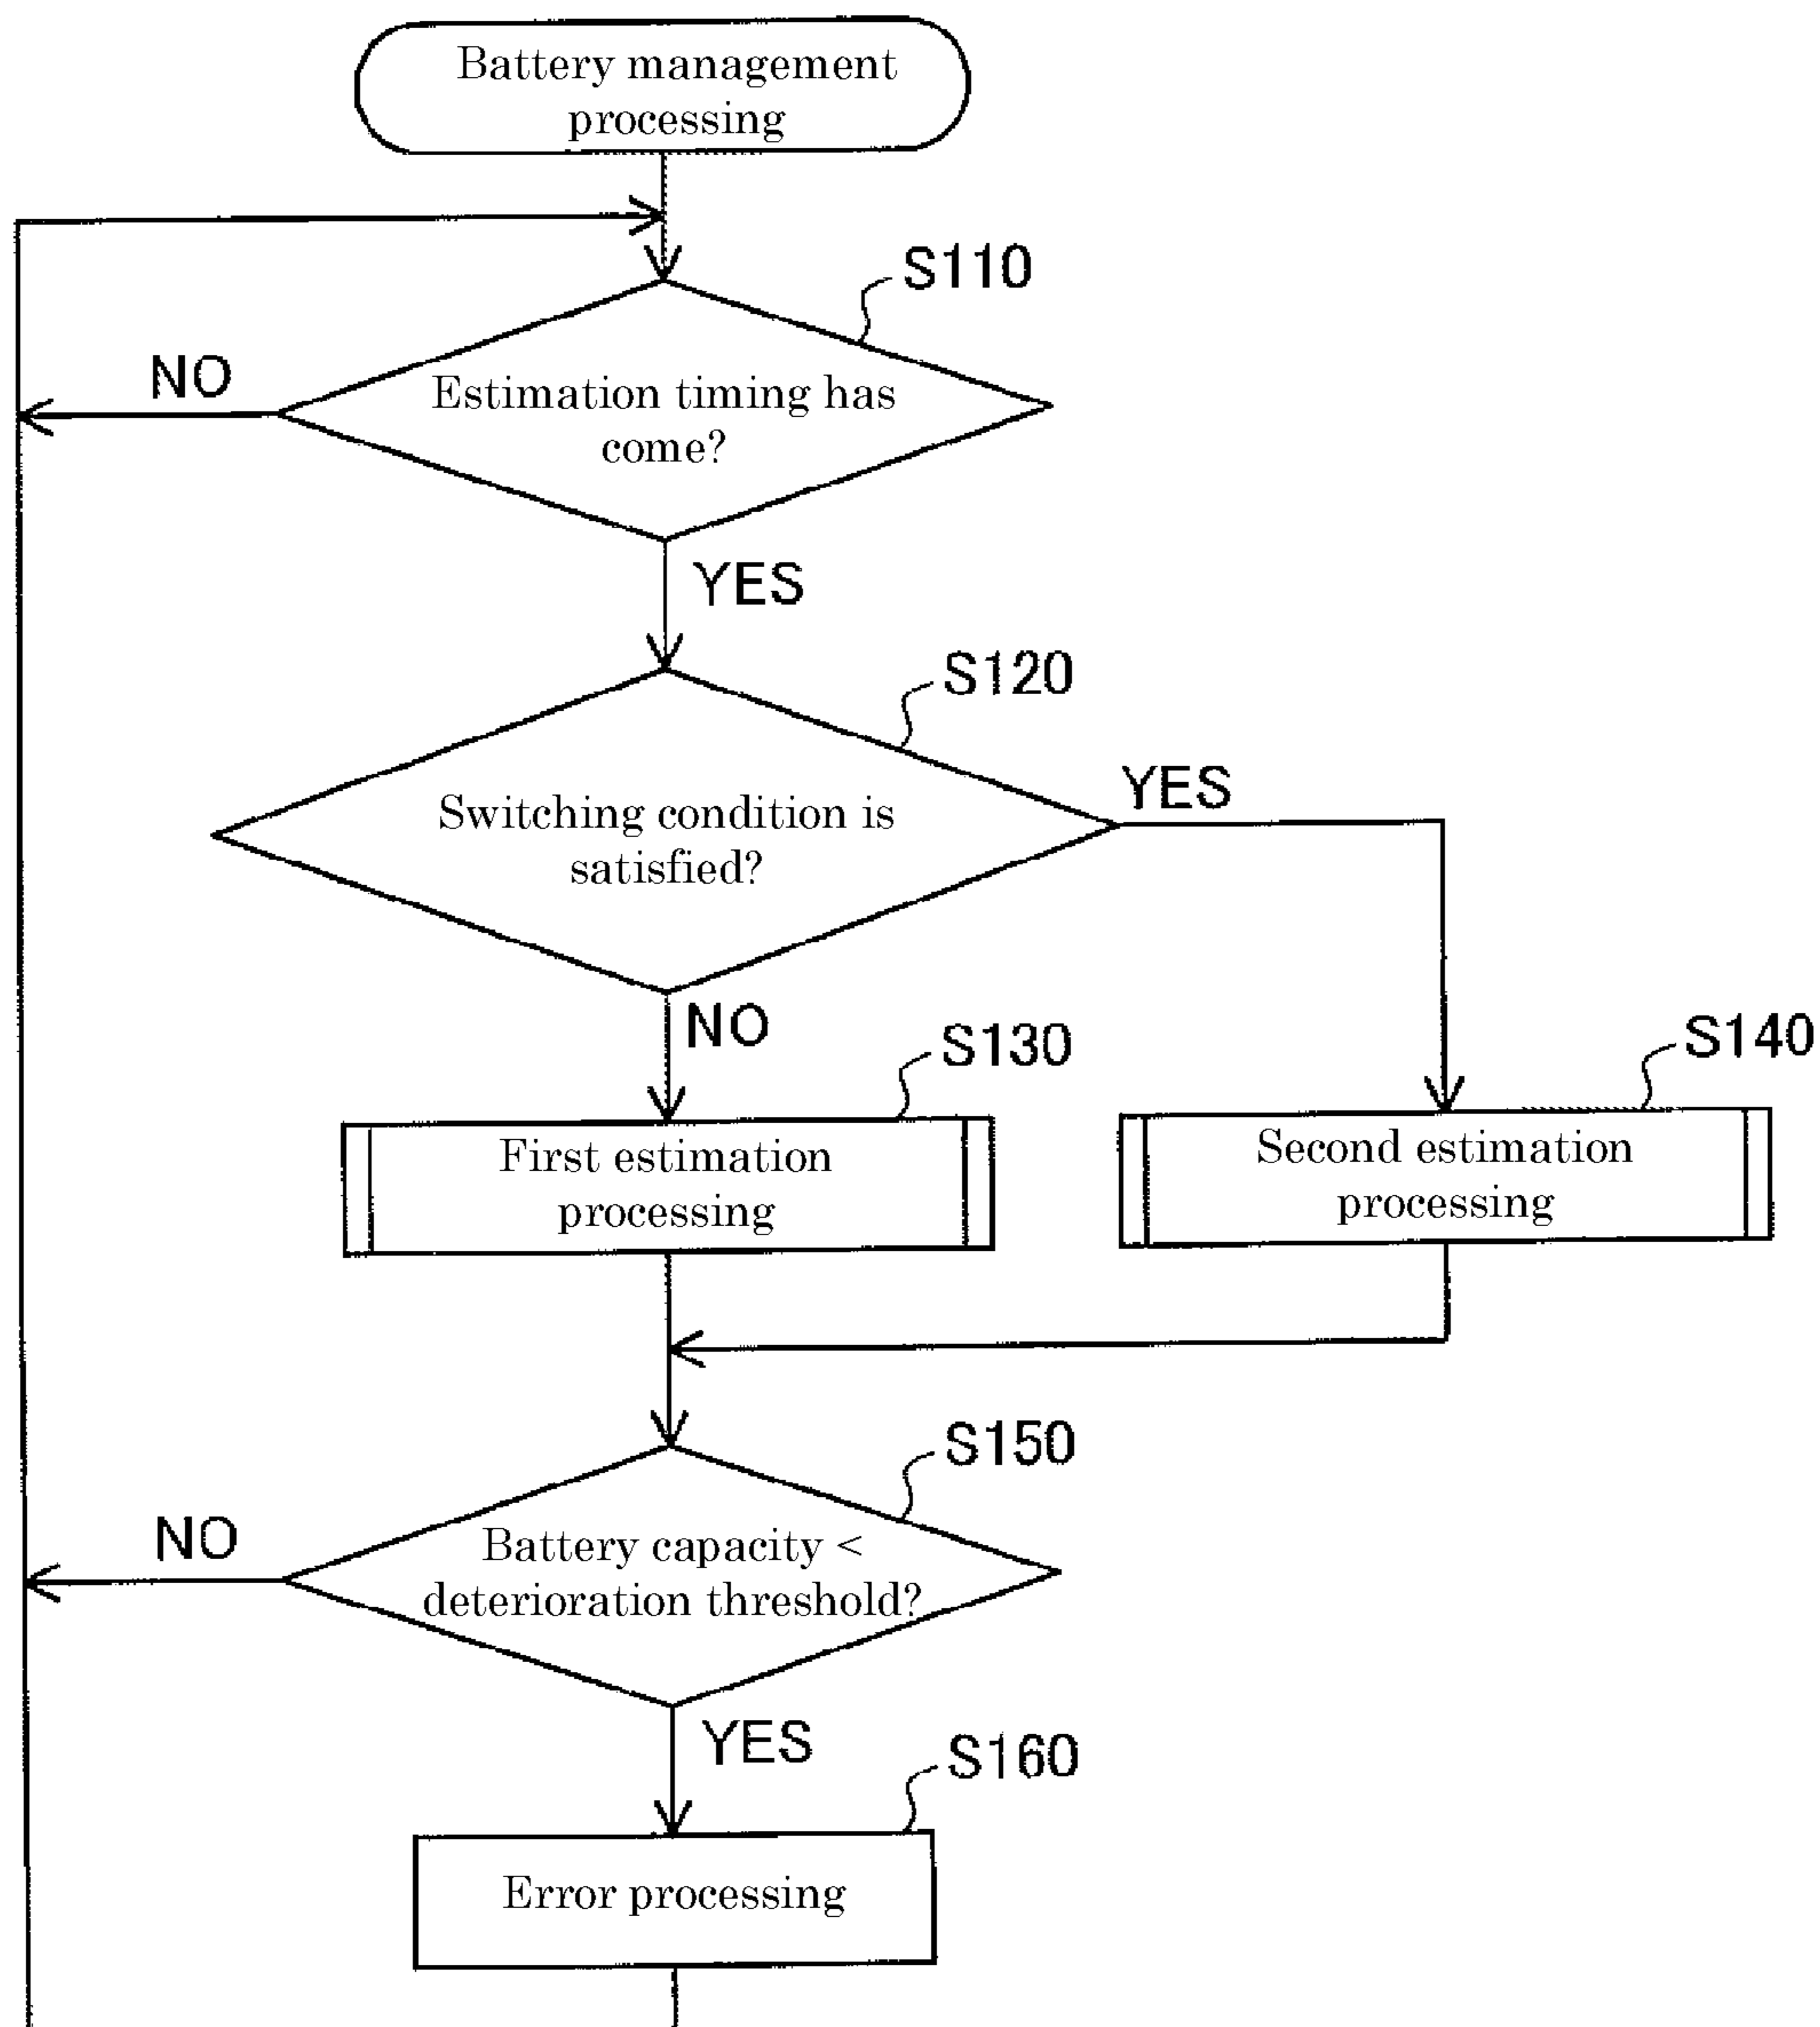 Battery management
processing
S110
NO
Estimation timing has
come?
YES
S120
YES
Switching condition is
satisfied?
NO
S130
S140
First estimation
processing
Second estimation
processing
S150
NO
Battery capacity <
deterioration threshold?
YES
S160
Error processing